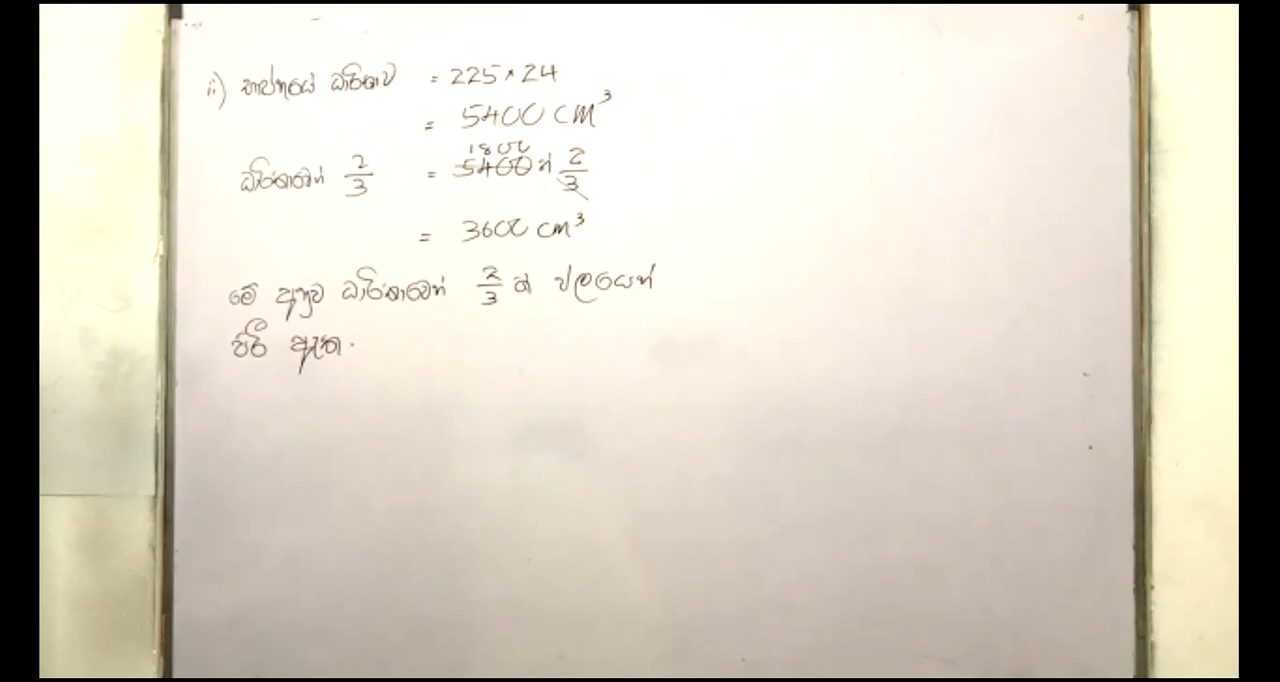 ii) භාජනයේ ධාරිතාව = 225 × 24
= 5400 cm³
ධාරිතාවෙන් 2/3 = 5400 න් 2/3
1800
= 3600 cm³
මේ අනුව ධාරිතාවෙන් 2/3 ක් ජලයෙන්
පිරී ඇත.